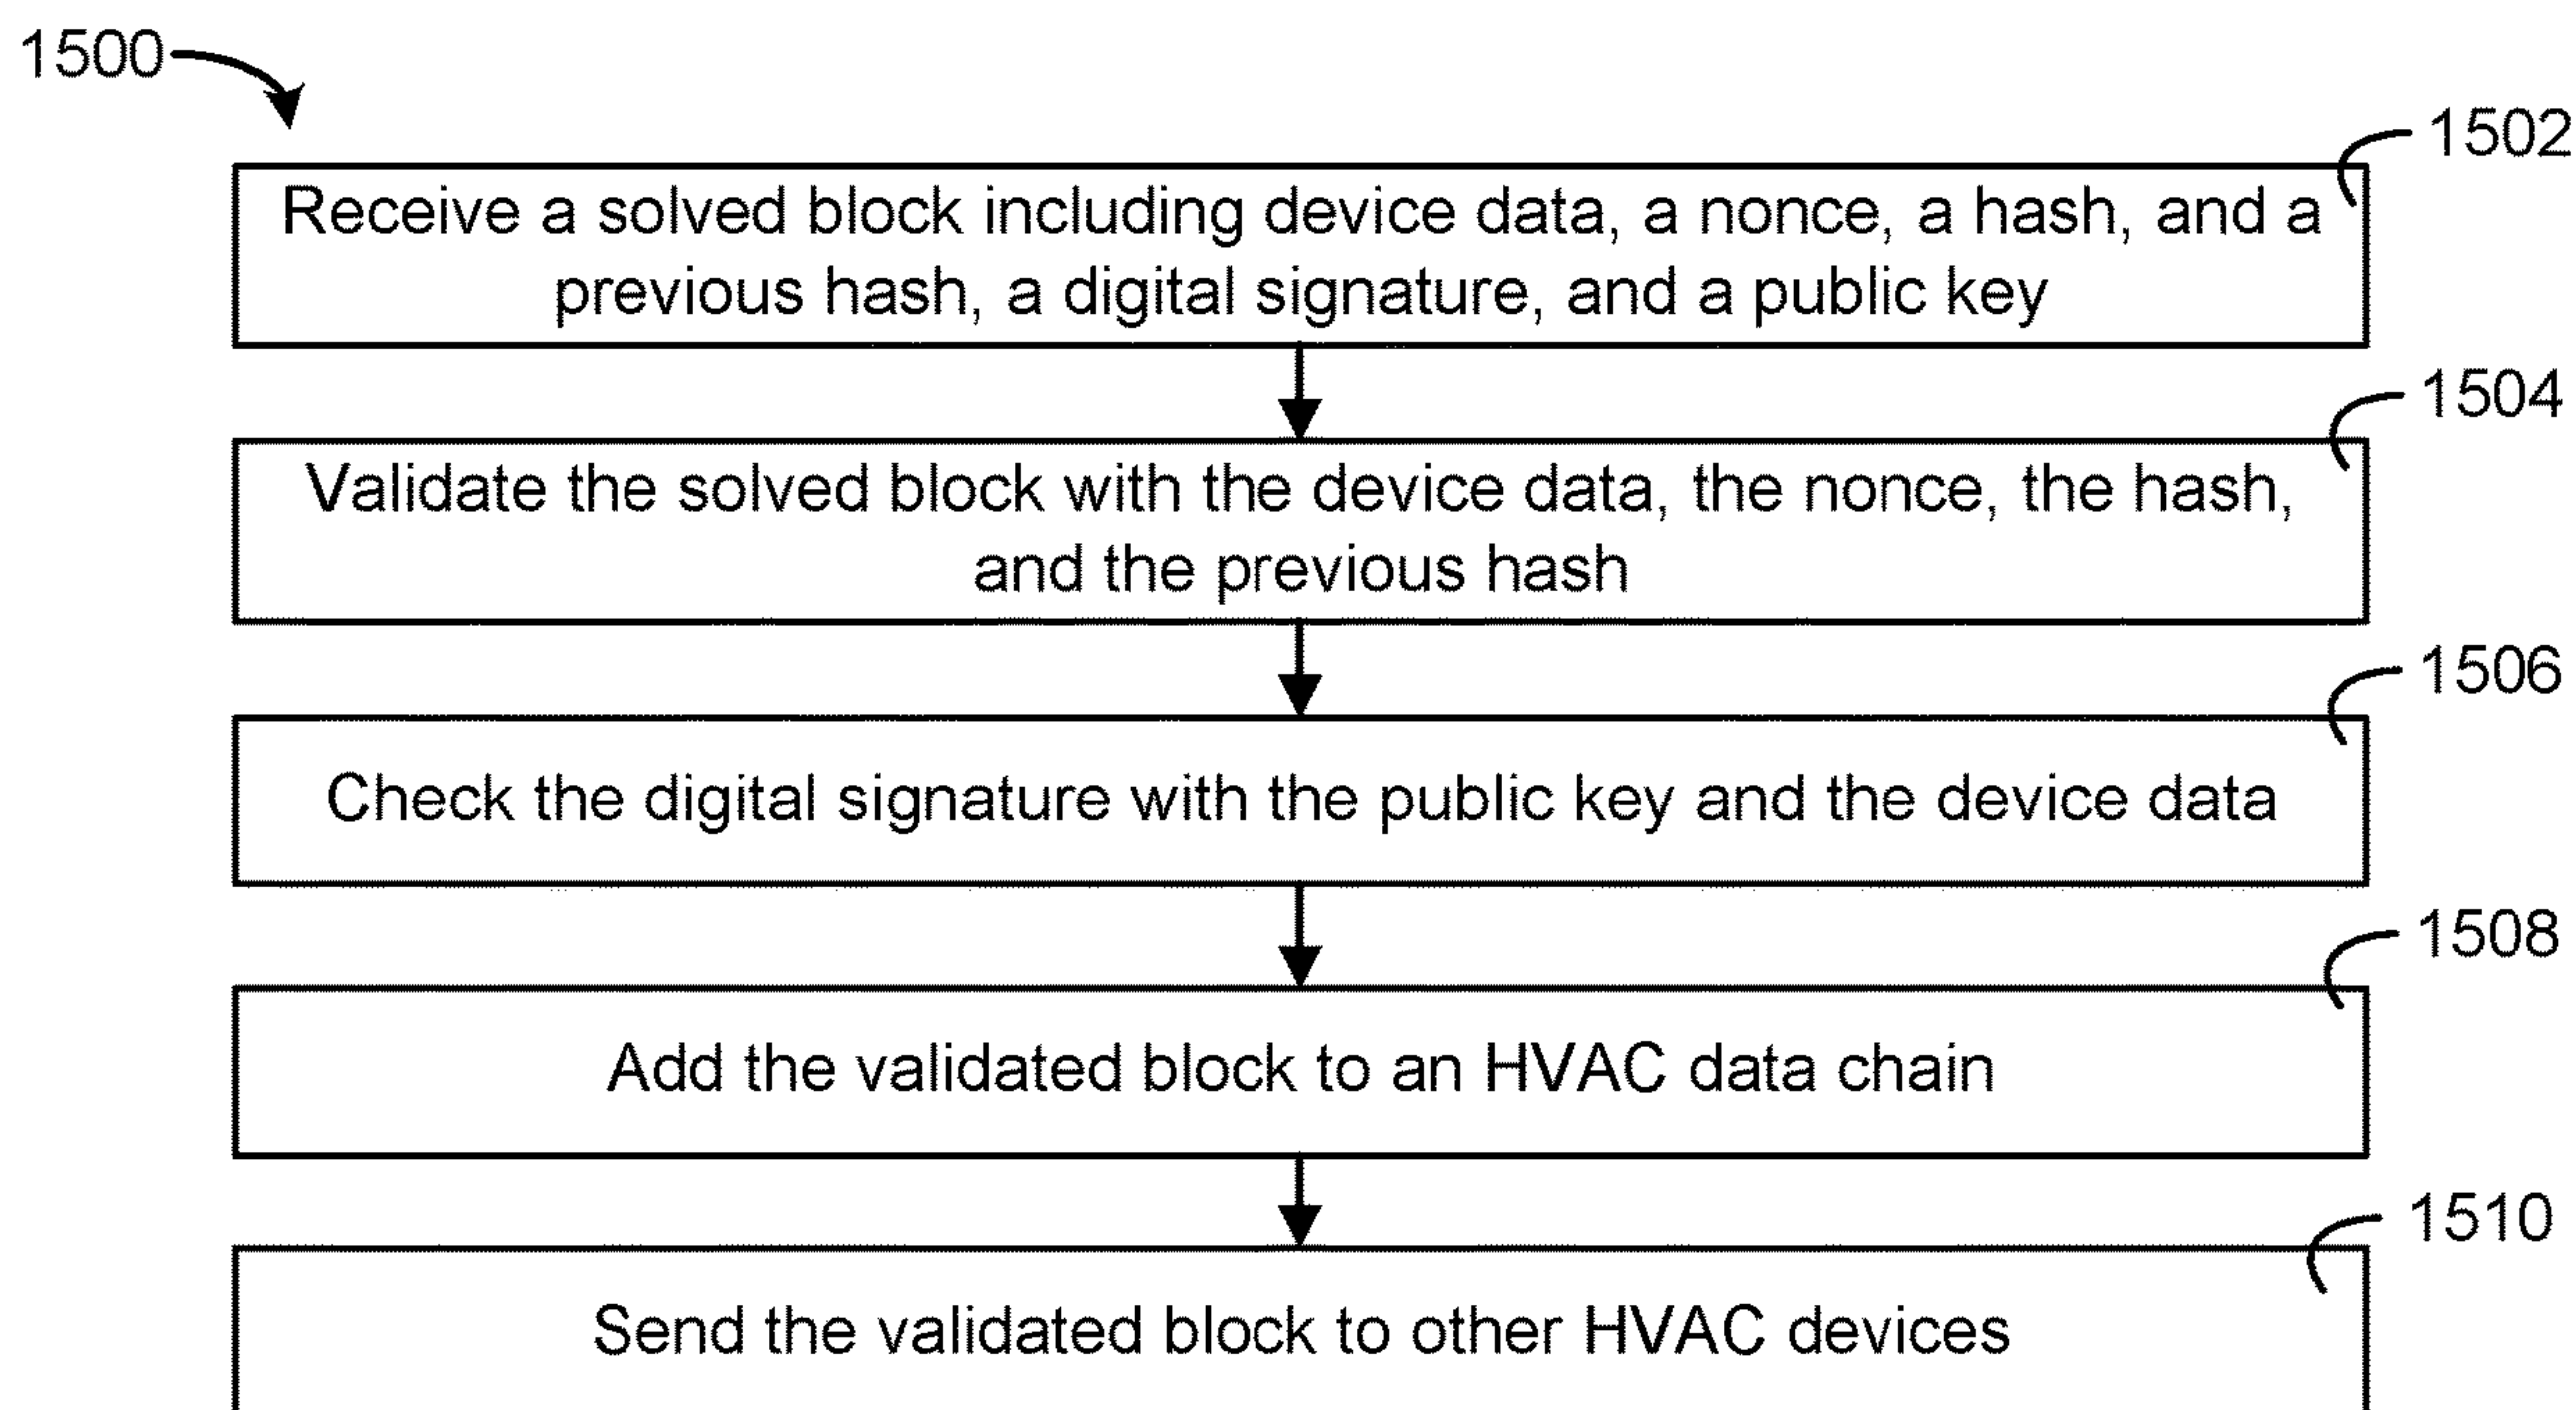 1500
1502
Receive a solved block including device data, a nonce, a hash, and a
previous hash, a digital signature, and a public key
1504
Validate the solved block with the device data, the nonce, the hash,
and the previous hash
1506
Check the digital signature with the public key and the device data
1508
Add the validated block to an HVAC data chain
1510
Send the validated block to other HVAC devices